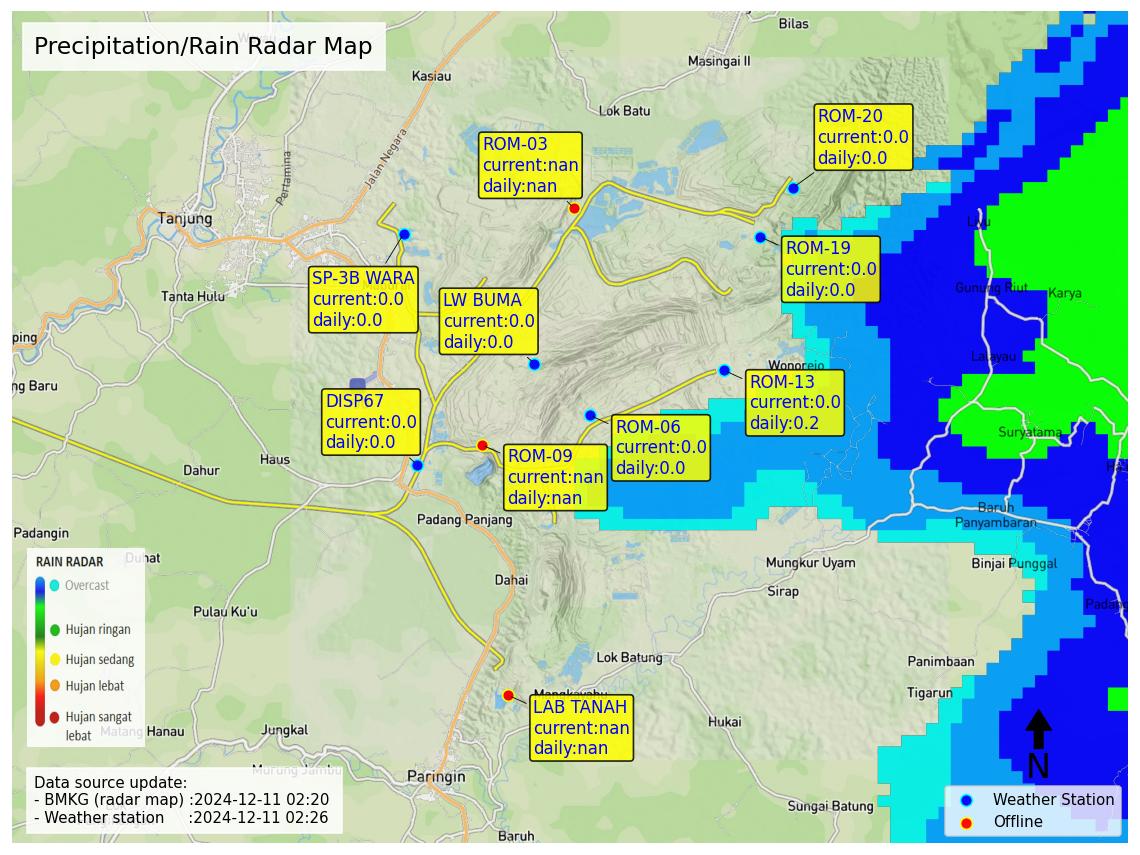 Precipitation/Rain Radar Map
Bilas
Masingai II
Kasiau
Lok Batu
Jalan Negara
Pertamina
Tanjung
Tanta Hulu
ROM-20
current:0.0
daily:0.0
ROM-03
current:nan
daily:nan
ROM-19
current:0.0
daily:0.0
SP-3B WARA
current:0.0
daily:0.0
LW BUMA
current:0.0
daily:0.0
Gunung Riut
Karya
Lalayau
Wonorejo
ROM-13
current:0.0
daily:0.2
DISP67
current:0.0
daily:0.0
ROM-06
current:0.0
daily:0.0
ROM-09
current:nan
daily:nan
ping
ng Baru
Suryatama
Haus
Dahur
Padangin
Padang Panjang
Baruh
Panyambaran
Mungkur Uyam
Binjai Punggal
Sirap
Dahai
Pulau Ku'u
Padang
Lok Batung
Panimbaan
Tigarun
Mangkayahu
LAB TANAH
current:nan
daily:nan
Hukai
Jungkal
Matang Hanau
Murung Jambu
Paringin
Sungai Batung
Baruh
RAIN RADAR
Overcast
Hujan ringan
Hujan sedang
Hujan lebat
Hujan sangat
lebat
Data source update:
- BMKG (radar map) :2024-12-11 02:20
- Weather station :2024-12-11 02:26
N
Weather Station
Offline